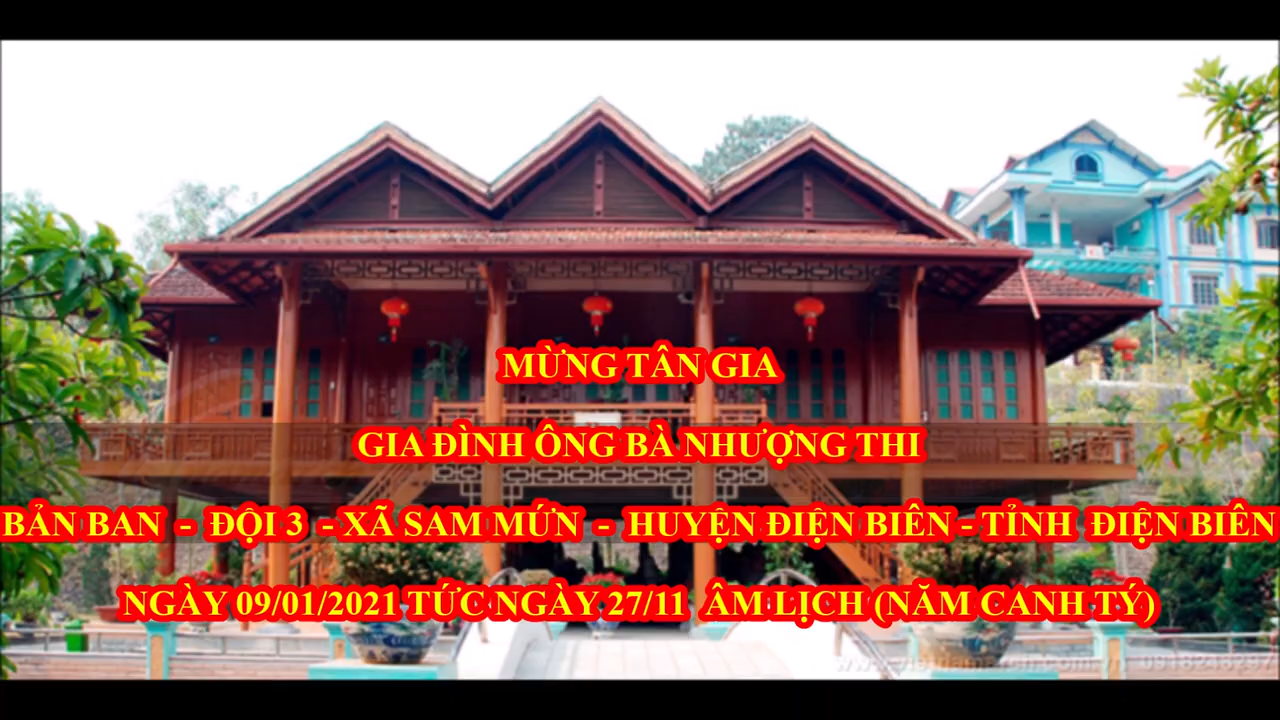 MỪNG TÂN GIA
GIA ĐÌNH ÔNG BÀ NHƯỢNG THI
BẢN BAN - ĐỘI 3 - XÃ SAM MỨN - HUYỆN ĐIỆN BIÊN - TỈNH ĐIỆN BIÊN
NGÀY 09/01/2021 TỨC NGÀY 27/11 ÂM LỊCH (NĂM CANH TÝ)